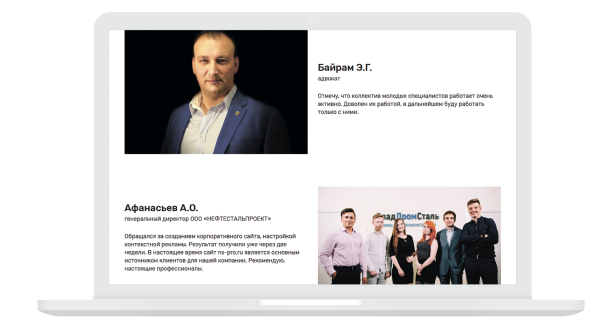 Байрам Э.Г.
адвокат
Отмечу, что коллектив молодых специалистов работает очень
активно. Доволен их работой, в дальнейшем буду работать
только с ними.
Афанасьев А.О.
генеральный директор ООО «НЕФТЕСТАЛЬПРОЕКТ»
ПромСталь
Обращался за созданием корпоративного сайта, настройкой
контекстной рекламы. Результат получили уже через две
недели. В настоящее время сайт ns-pro.ru является основным
источником клиентов для нашей компании. Рекомендую,
настоящие профессионалы.